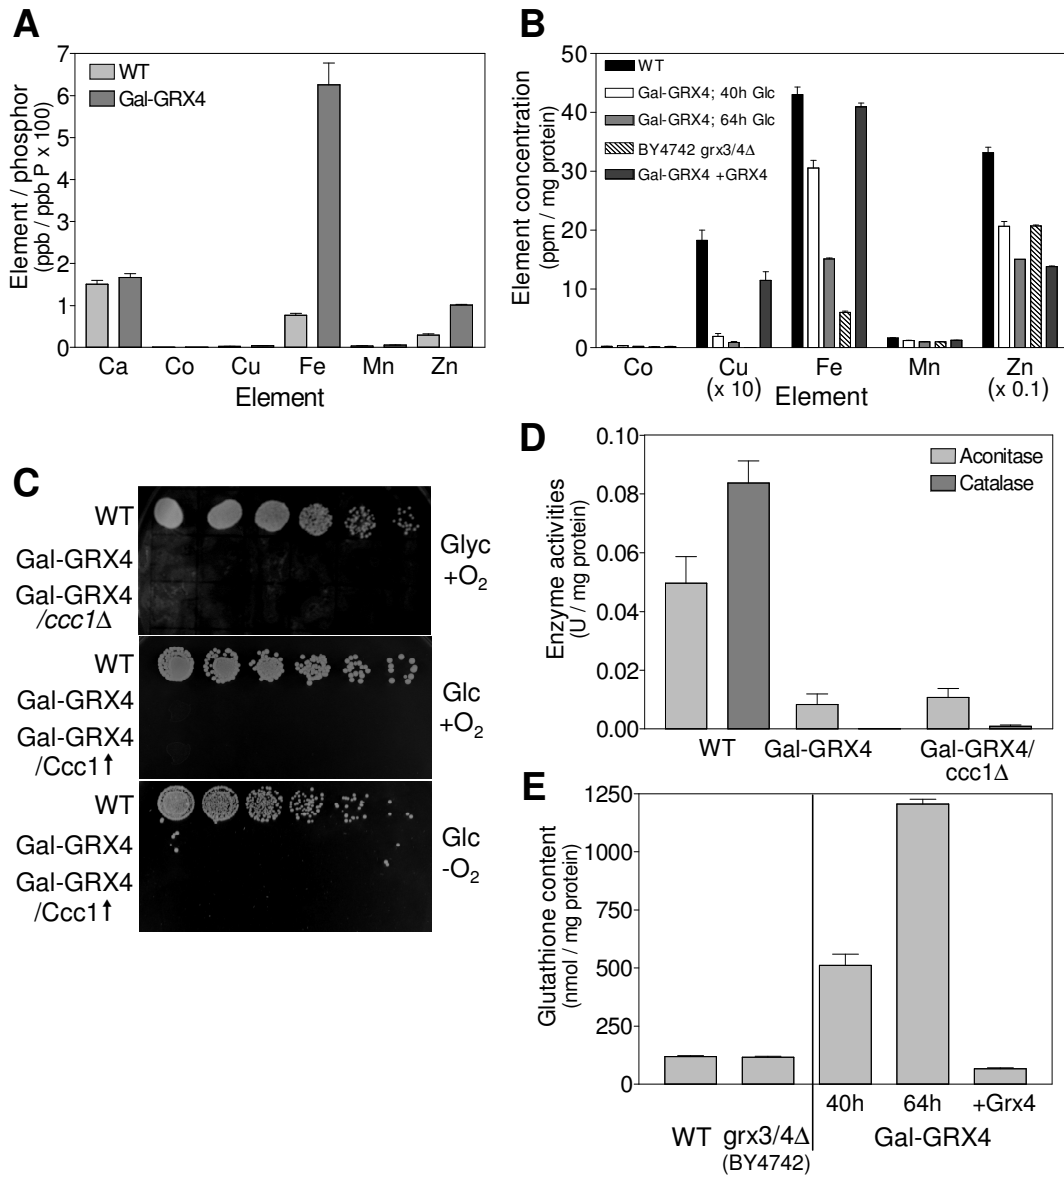 A
Element / phosphor
(ppb / ppb P x 100)
7
6
5
4
3
2
1
0
WT
Gal-GRX4
Ca Co Cu Fe Mn Zn
Element
B
Element concentration
(ppm / mg protein)
50
40
30
20
10
0
WT
Gal-GRX4; 40h Glc
Gal-GRX4; 64h Glc
BY4742 grx3/4Δ
Gal-GRX4 +GRX4
Co Cu Fe Mn Zn
(x 10) (x 0.1)
Element
C
WT
Gal-GRX4
Gal-GRX4
/ccc1Δ
Glyc
+O₂
WT
Gal-GRX4
Gal-GRX4
/Ccc1↑
Glc
+O₂
WT
Gal-GRX4
Gal-GRX4
/Ccc1↑
Glc
-O₂
D
Enzyme activities
(U / mg protein)
0.10
0.08
0.06
0.04
0.02
0.00
Aconitase
Catalase
WT Gal-GRX4 Gal-GRX4/
ccc1Δ
E
Glutathione content
(nmol / mg protein)
1250
1000
750
500
250
0
40h 64h +Grx4
WT grx3/4Δ Gal-GRX4
(BY4742)